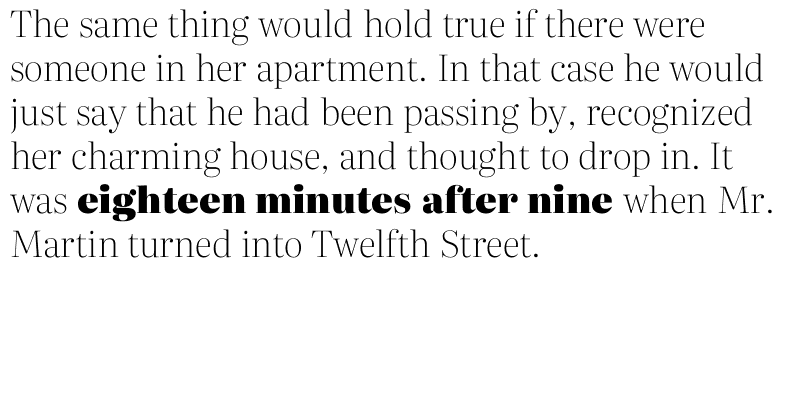 The same thing would hold true if there were
someone in her apartment. In that case he would
just say that he had been passing by, recognized
her charming house, and thought to drop in. It
was eighteen minutes after nine when Mr.
Martin turned into Twelfth Street.